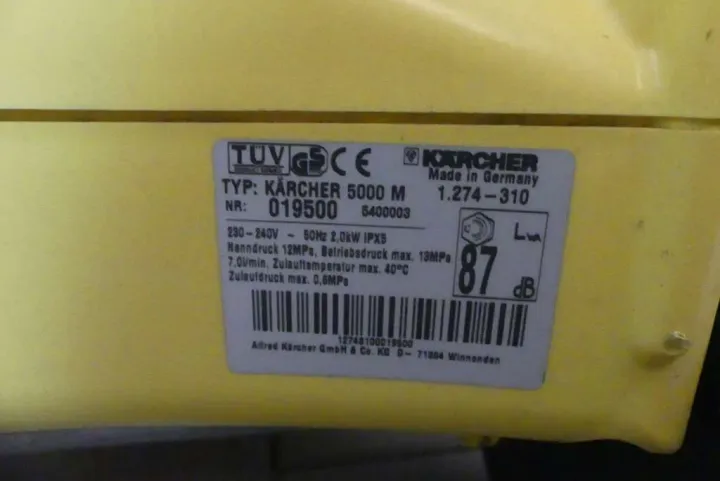 TÜV GS CE KÄRCHER
Made in Germany
TYP: KÄRCHER 5000 M 1.274-310
NR: 019500 5400003
230-240V ~ 50Hz 2,0kW IPX5
Nenndruck 12MPa, Betriebsdruck max. 13MPa
7,0l/min, Zulauftemperatur max. 40°C
Zulaufdruck max. 0,6MPa
LWA
87
dB
12743100019500
Alfred Kärcher GmbH & Co. KG D-71364 Winnenden